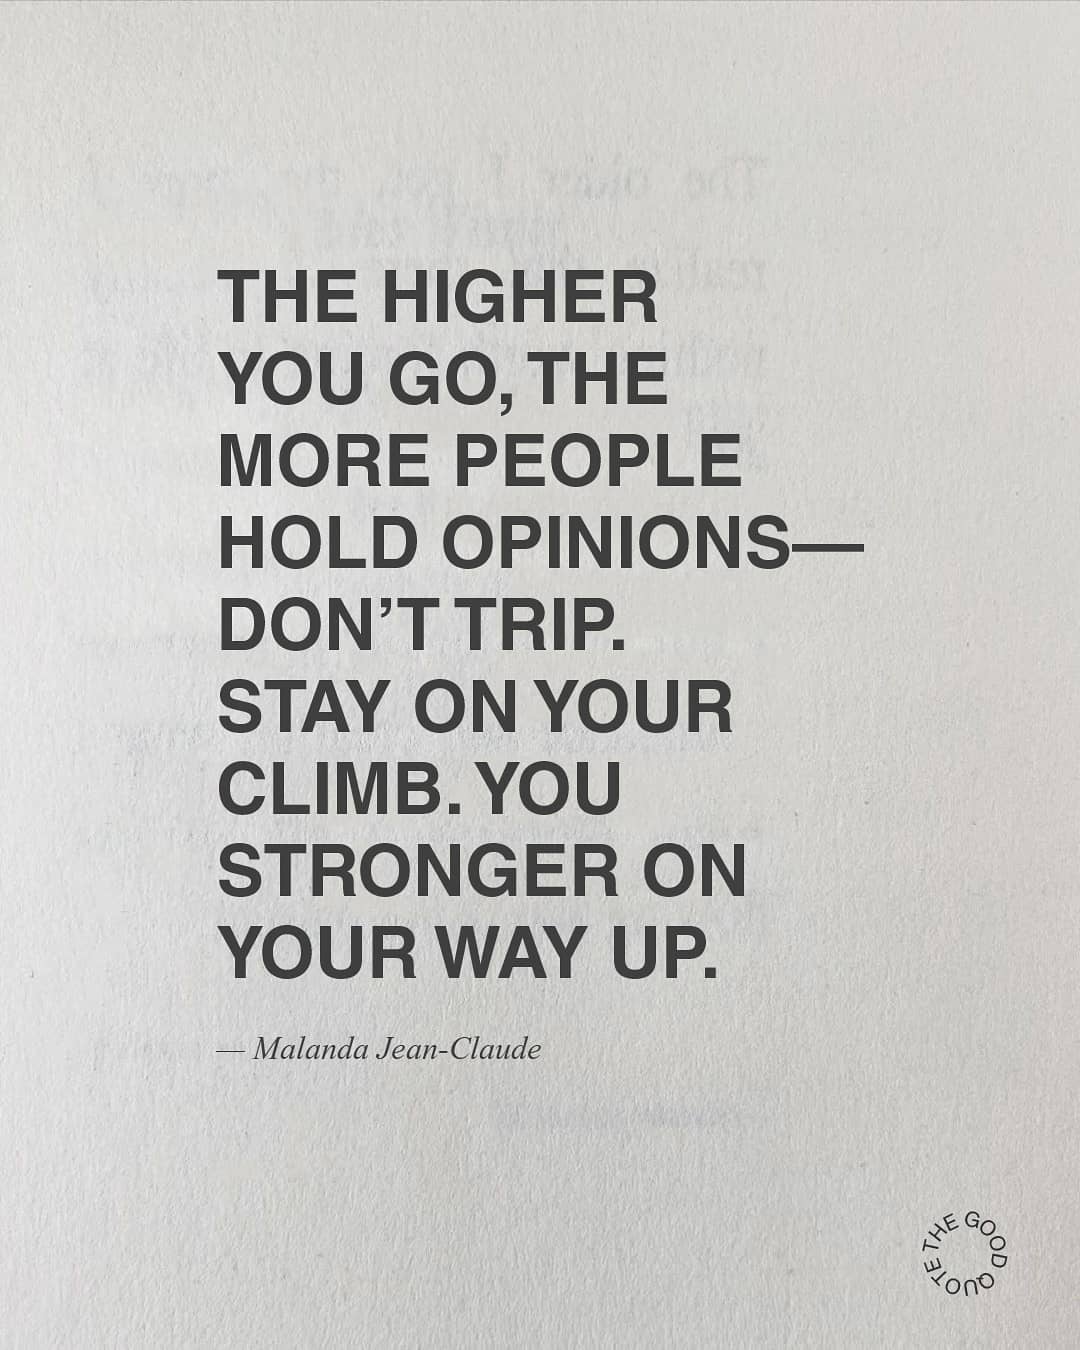 THE HIGHER
YOU GO, THE
MORE PEOPLE
HOLD OPINIONS—
DON’T TRIP.
STAY ON YOUR
CLIMB. YOU
STRONGER ON
YOUR WAY UP.
— Malanda Jean-Claude
THE GOOD QUOTE